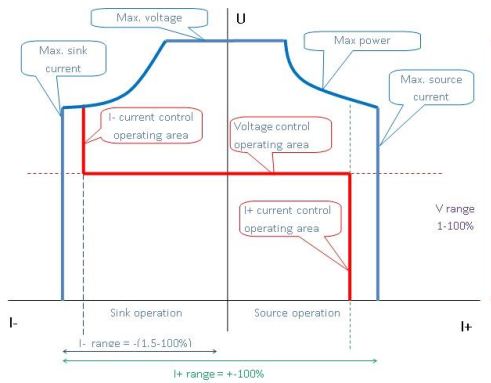 Max. voltage
U
Max. sink
current
Max power
Max. source
current
I- current control
operating area
Voltage control
operating area
I+ current control
operating area
V range
1-100%
Sink operation
Source operation
I-
I+
I- range = -(1.5-100%)
I+ range = +-100%